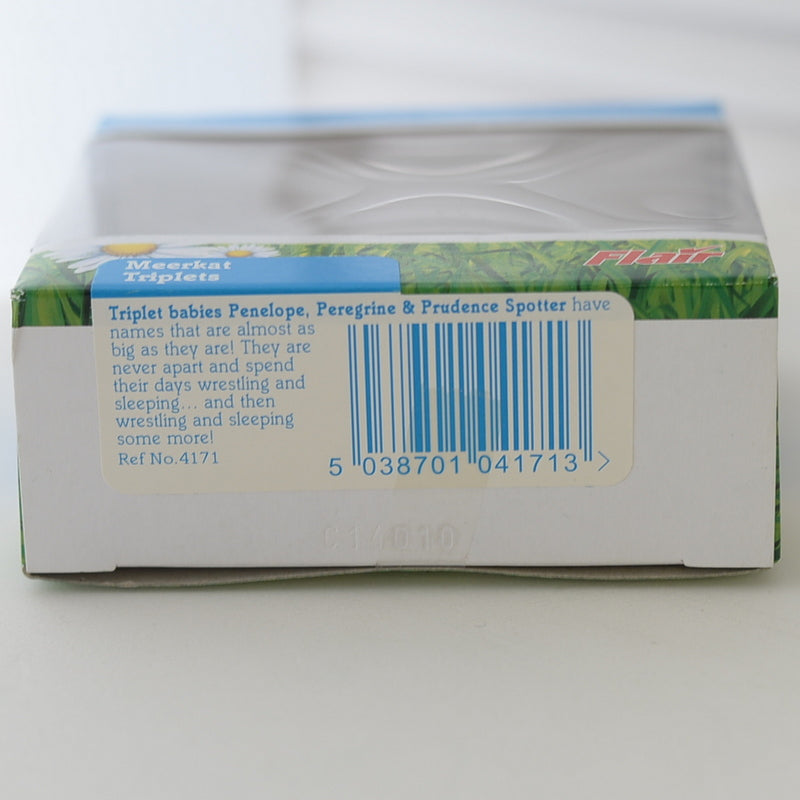 Meerkat
Triplets
Flair
Triplet babies Penelope, Peregrine & Prudence Spotter have
names that are almost as
big as they are! They are
never apart and spend
their days wrestling and
sleeping... and then
wrestling and sleeping
some more!
Ref No.4171
5 038701 041713 >
C14010